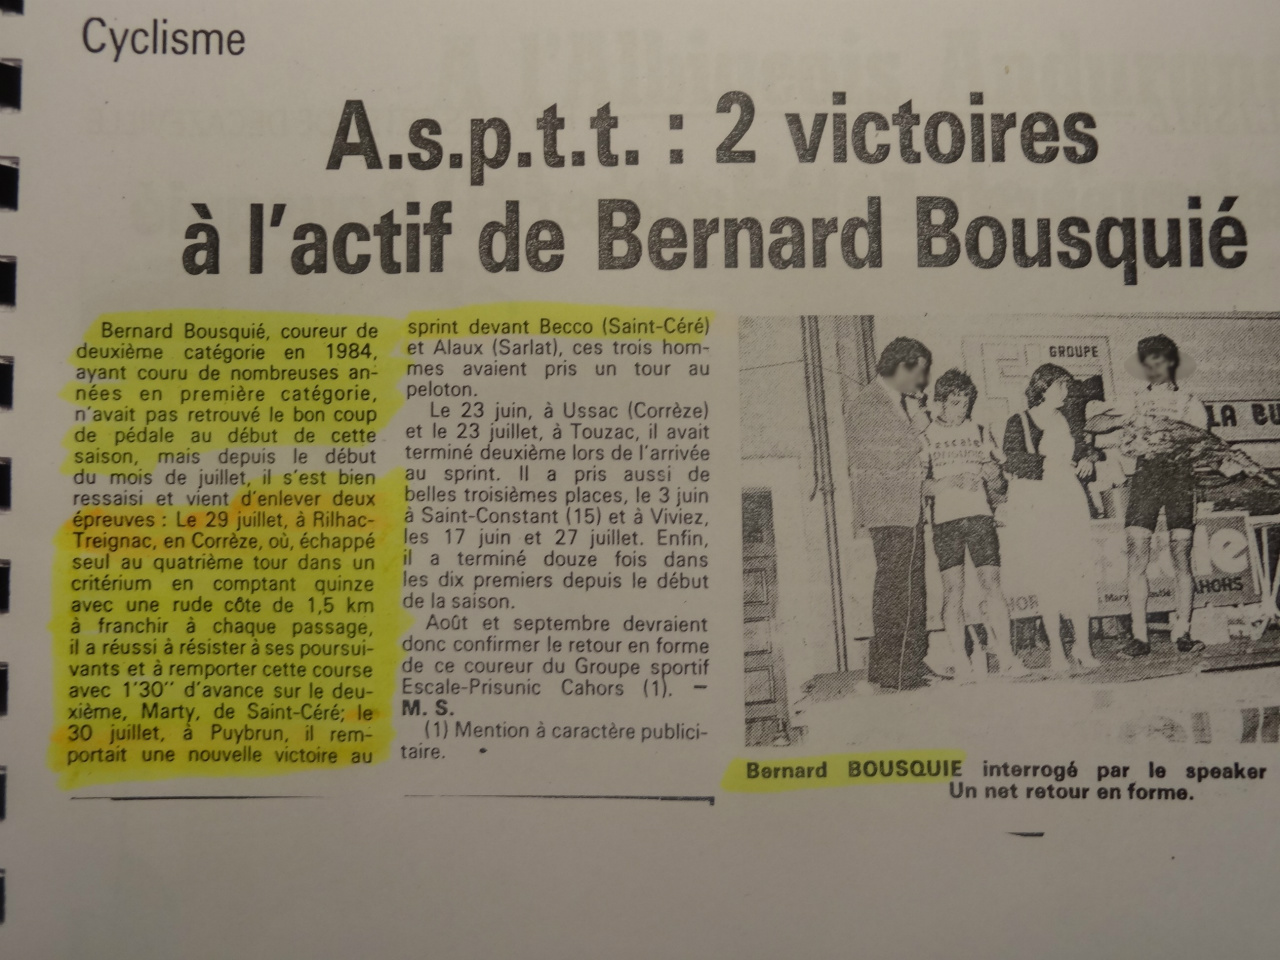 Cyclisme
A.s.p.t.t. : 2 victoires
à l'actif de Bernard Bousquié
Bernard Bousquié, coureur de
deuxième catégorie en 1984,
ayant couru de nombreuses an-
nées en première catégorie,
n'avait pas retrouvé le bon coup
de pédale au début de cette
saison, mais depuis le début
du mois de juillet, il s'est bien
ressaisi et vient d'enlever deux
épreuves : Le 29 juillet, à Rilhac-
Treignac, en Corrèze, où, échappé
seul au quatrième tour dans un
critérium en comptant quinze
avec une rude côte de 1,5 km
à franchir à chaque passage,
il a réussi à résister à ses poursui-
vants et à remporter cette course
avec 1'30'' d'avance sur le deu-
xième, Marty, de Saint-Céré; le
30 juillet, à Puybrun, il rem-
portait une nouvelle victoire au
sprint devant Becco (Saint-Céré)
et Alaux (Sarlat), ces trois hom-
mes avaient pris un tour au
peloton.
Le 23 juin, à Ussac (Corrèze)
et le 23 juillet, à Touzac, il avait
terminé deuxième lors de l'arrivée
au sprint. Il a pris aussi de
belles troisièmes places, le 3 juin
à Saint-Constant (15) et à Viviez,
les 17 juin et 27 juillet. Enfin,
il a terminé douze fois dans
les dix premiers depuis le début
de la saison.
Août et septembre devraient
donc confirmer le retour en forme
de ce coureur du Groupe sportif
Escale-Prisunic Cahors (1). —
M. S.
(1) Mention à caractère publici-
taire.
GROUPE
LA BU
escale
prisunic
AHORS
Bernard BOUSQUIE interrogé par le speaker
Un net retour en forme.